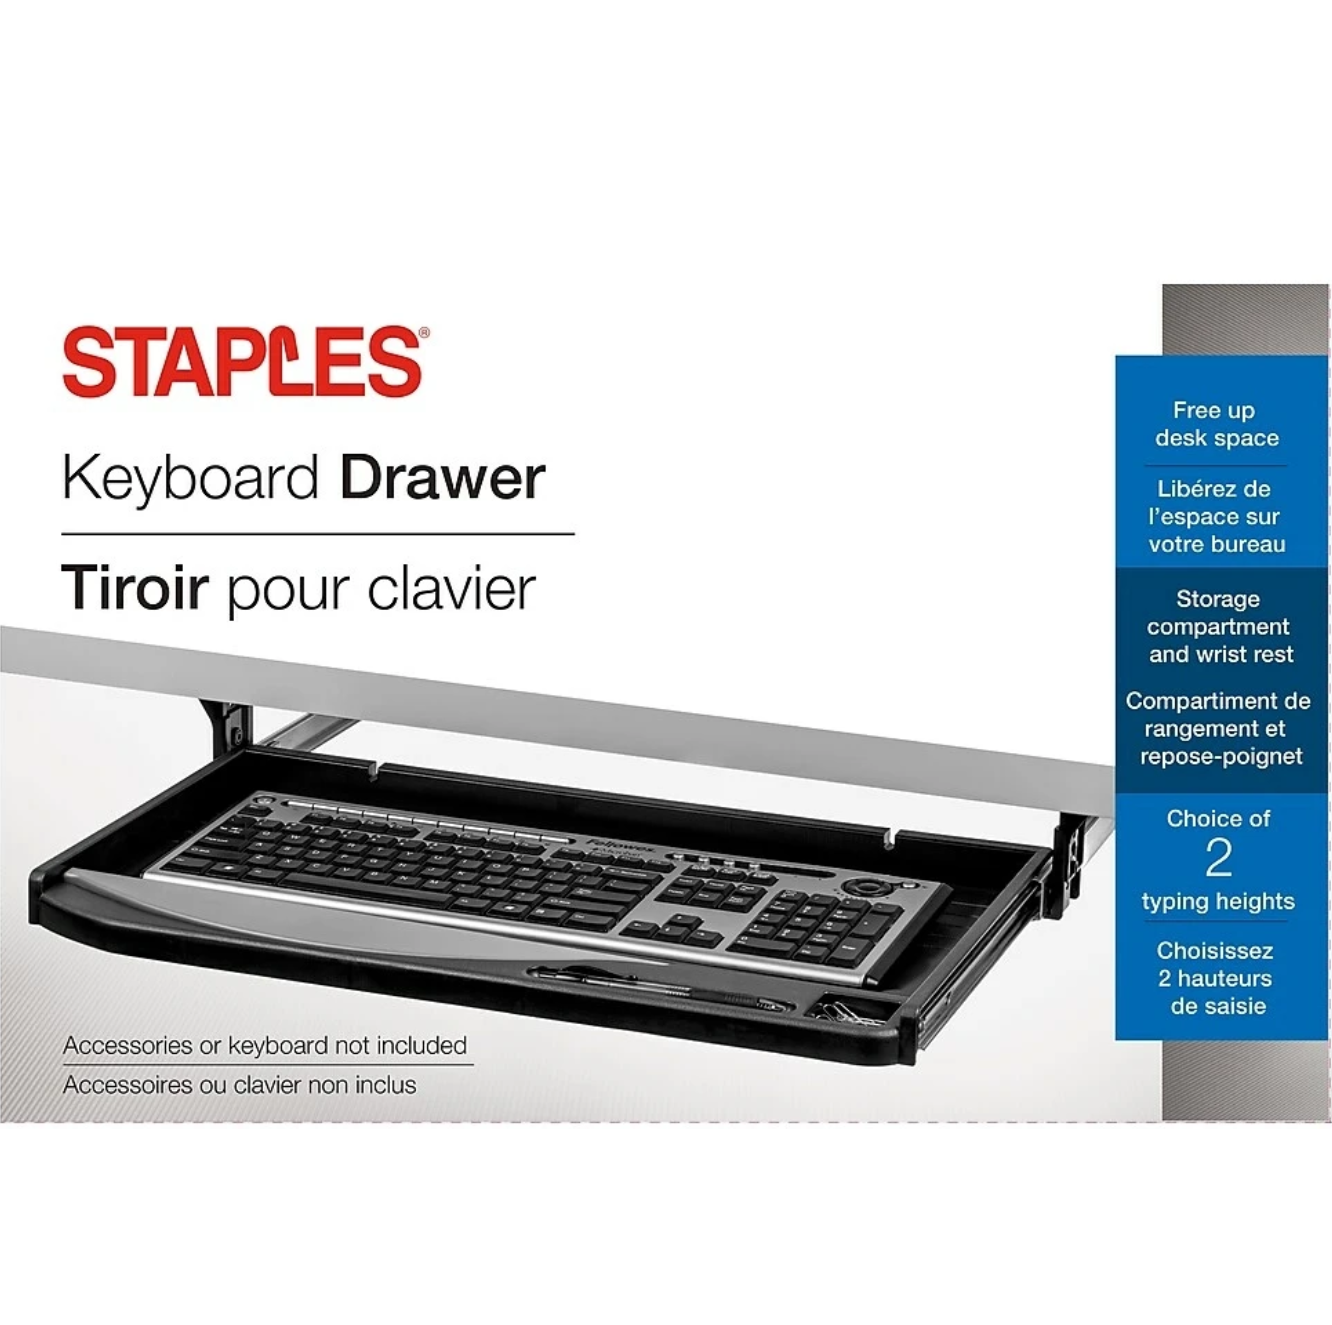 STAPLES®
Keyboard Drawer
Tiroir pour clavier
Free up
desk space
Libérez de
l'espace sur
votre bureau
Storage
compartment
and wrist rest
Compartiment de
rangement et
repose-poignet
Choice of
2
typing heights
Choisissez
2 hauteurs
de saisie
Fellowes
Accessories or keyboard not included
Accessoires ou clavier non inclus